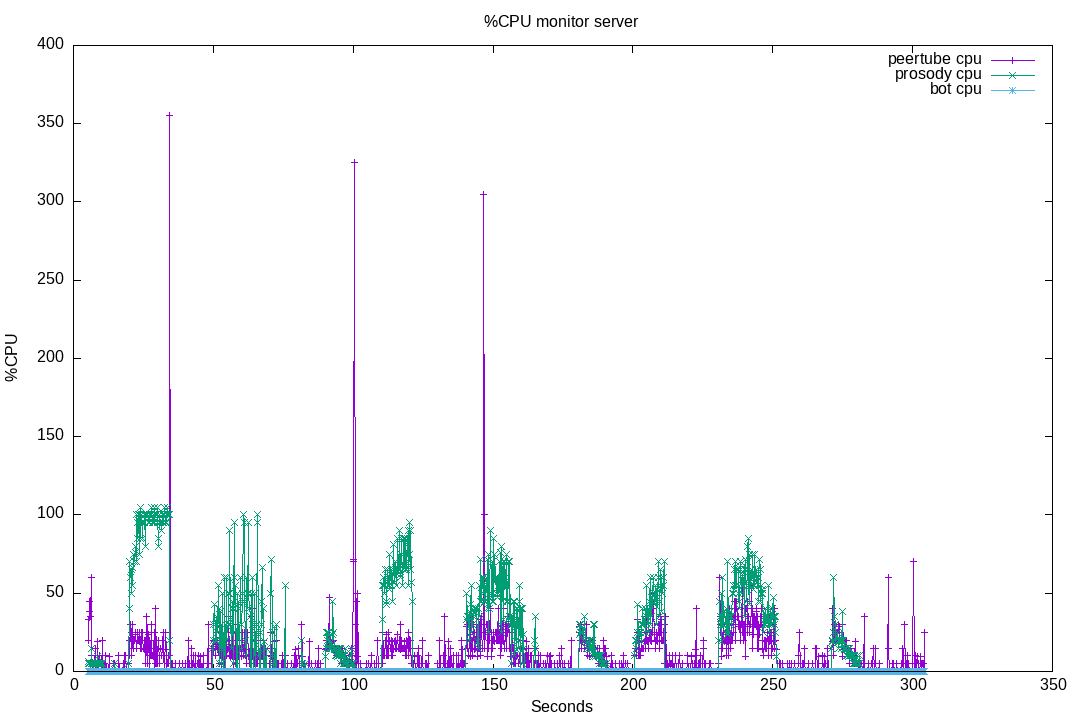 %CPU monitor server
400
350
300
250
200
150
100
50
0
%CPU
peertube cpu
prosody cpu
bot cpu
0 50 100 150 200 250 300 350
Seconds